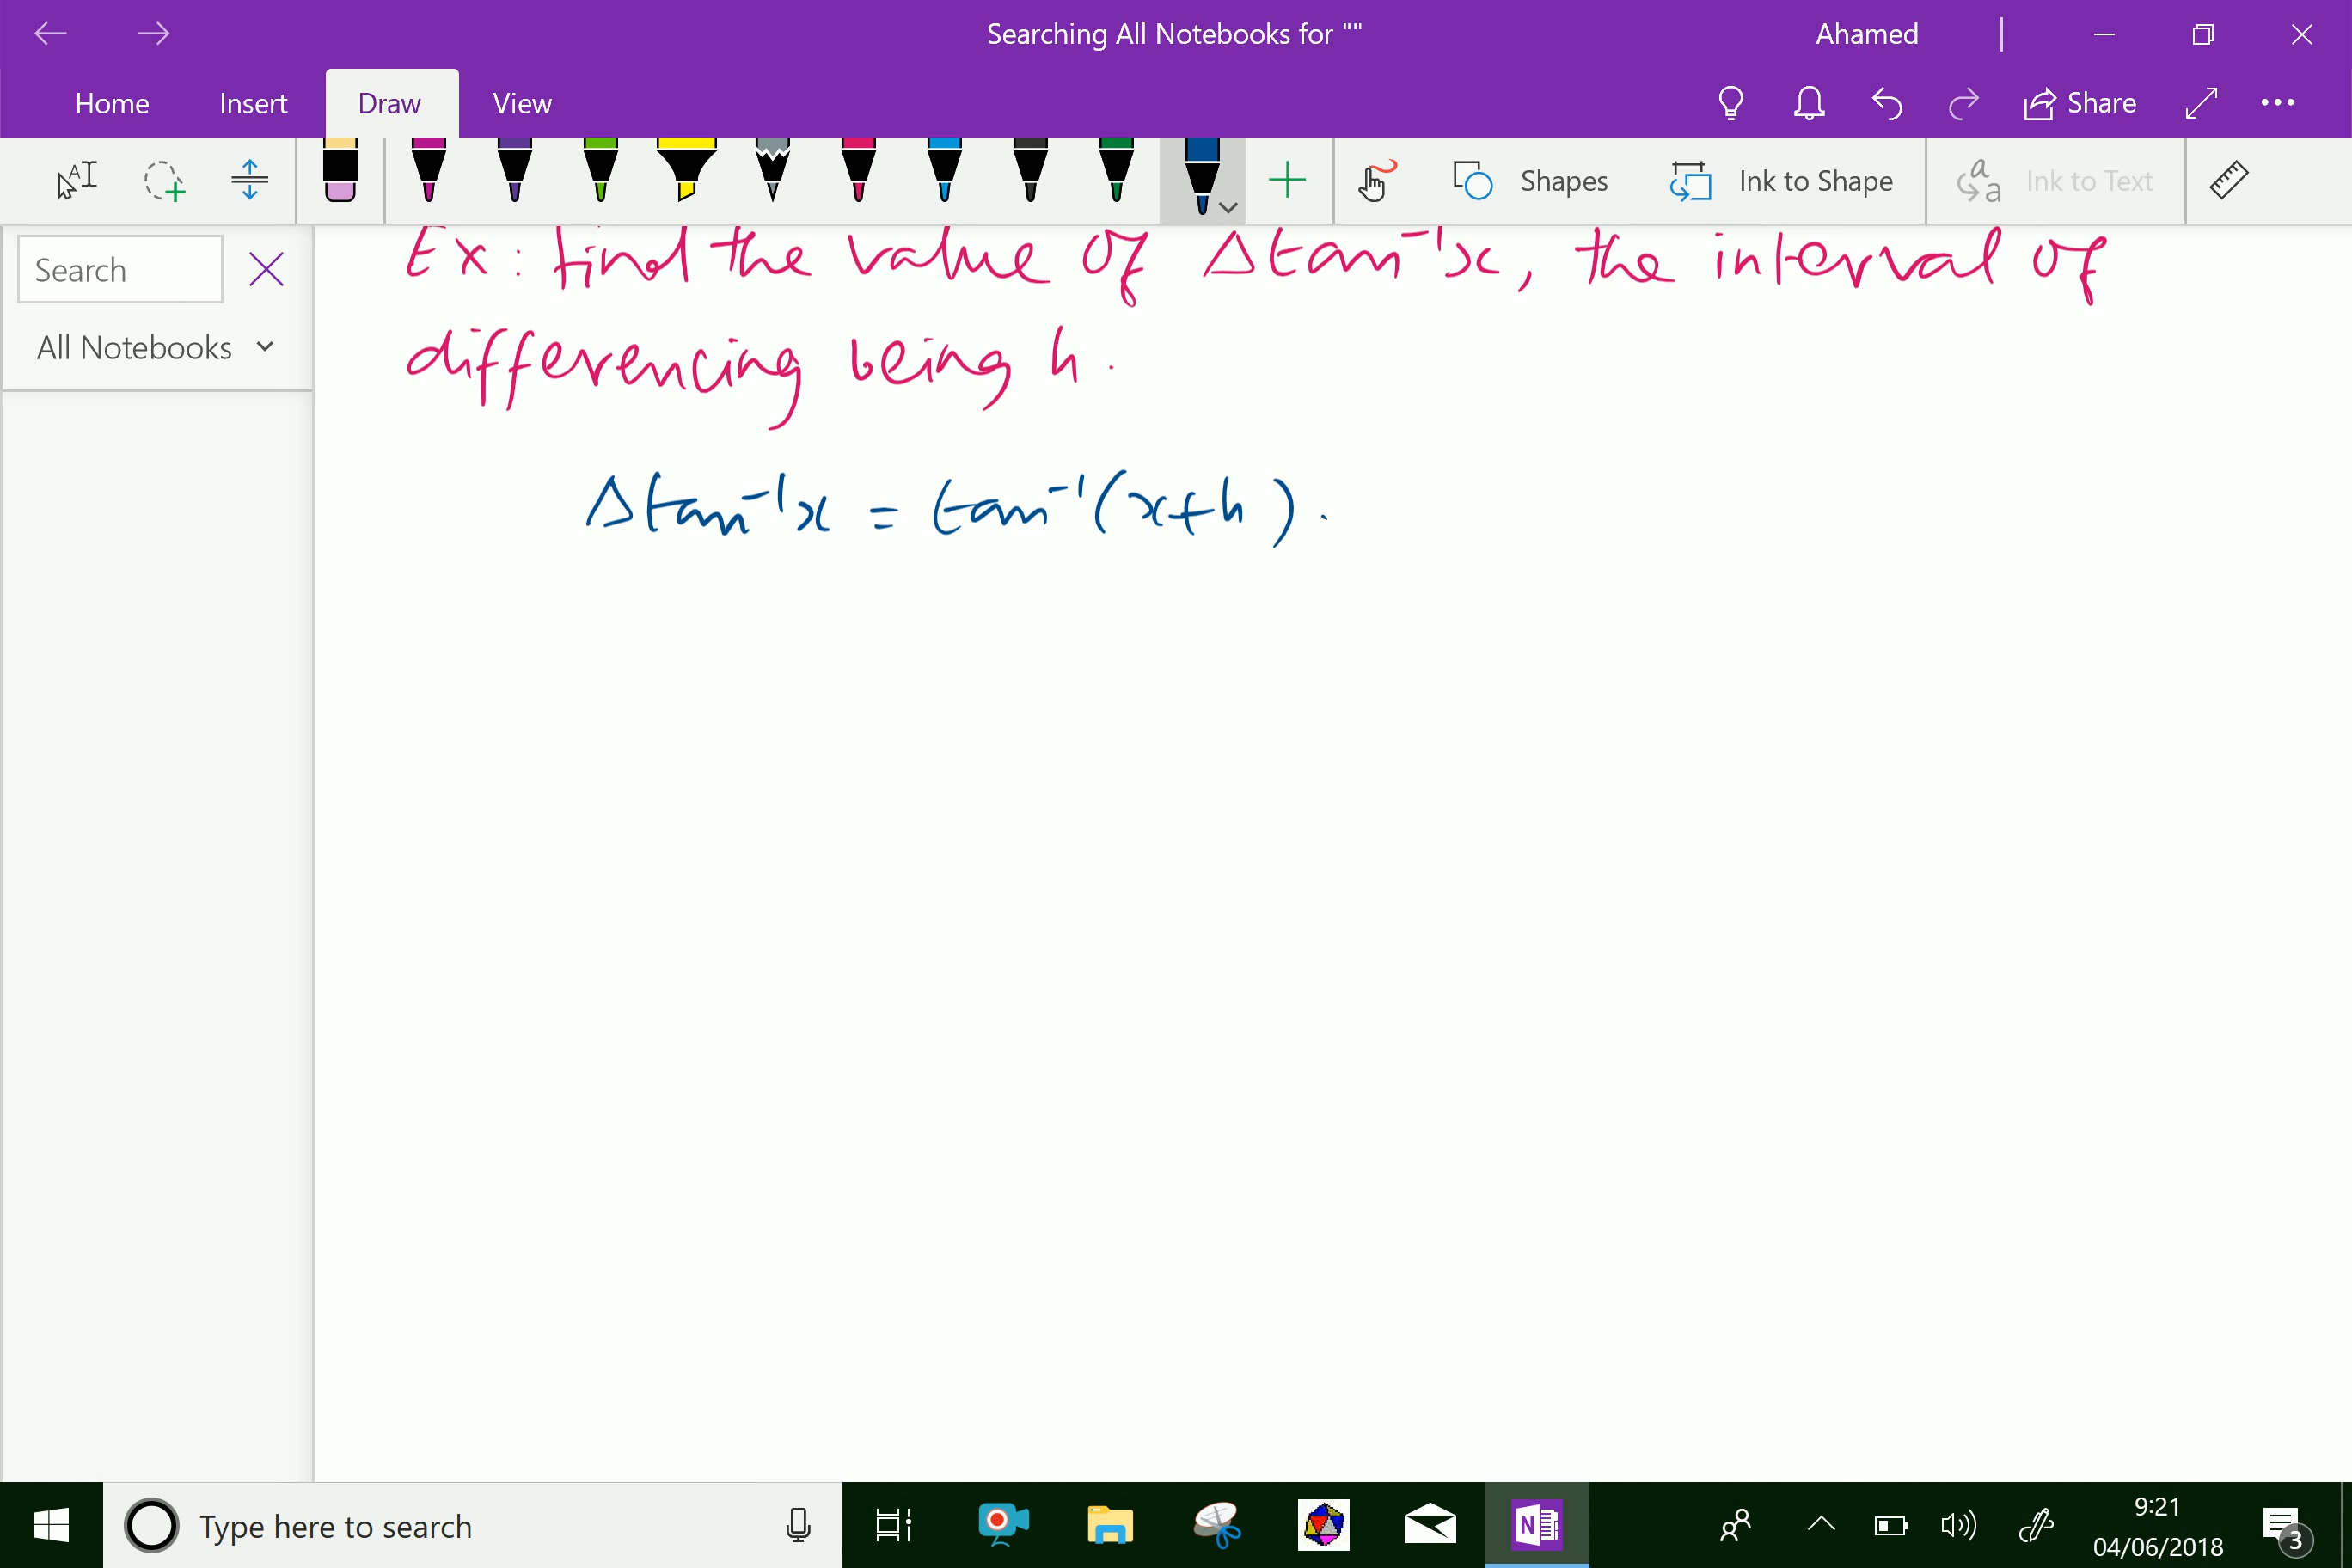 Searching All Notebooks for ""
Ahamed
Home Insert Draw View
Share
Shapes Ink to Shape Ink to Text
Search
All Notebooks
Ex : find the value of Δtan⁻¹x, the interval of
differencing being h.
Δtan⁻¹x = tan⁻¹(x+h).
Type here to search
9:21
04/06/2018
3